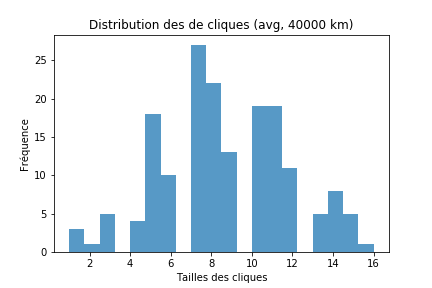 Distribution des de cliques (avg, 40000 km)
25
20
15
10
5
0
Fréquence
2 4 6 8 10 12 14 16
Tailles des cliques